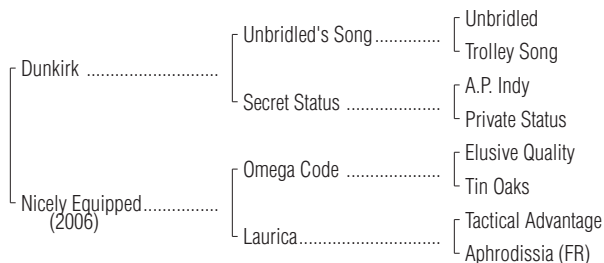 Unbridled
Unbridled's Song..............
Trolley Song
Dunkirk ............................
A.P. Indy
Secret Status ....................
Private Status
Elusive Quality
Omega Code ....................
Tin Oaks
Nicely Equipped................
(2006)
Tactical Advantage
Laurica..............................
Aphrodissia (FR)